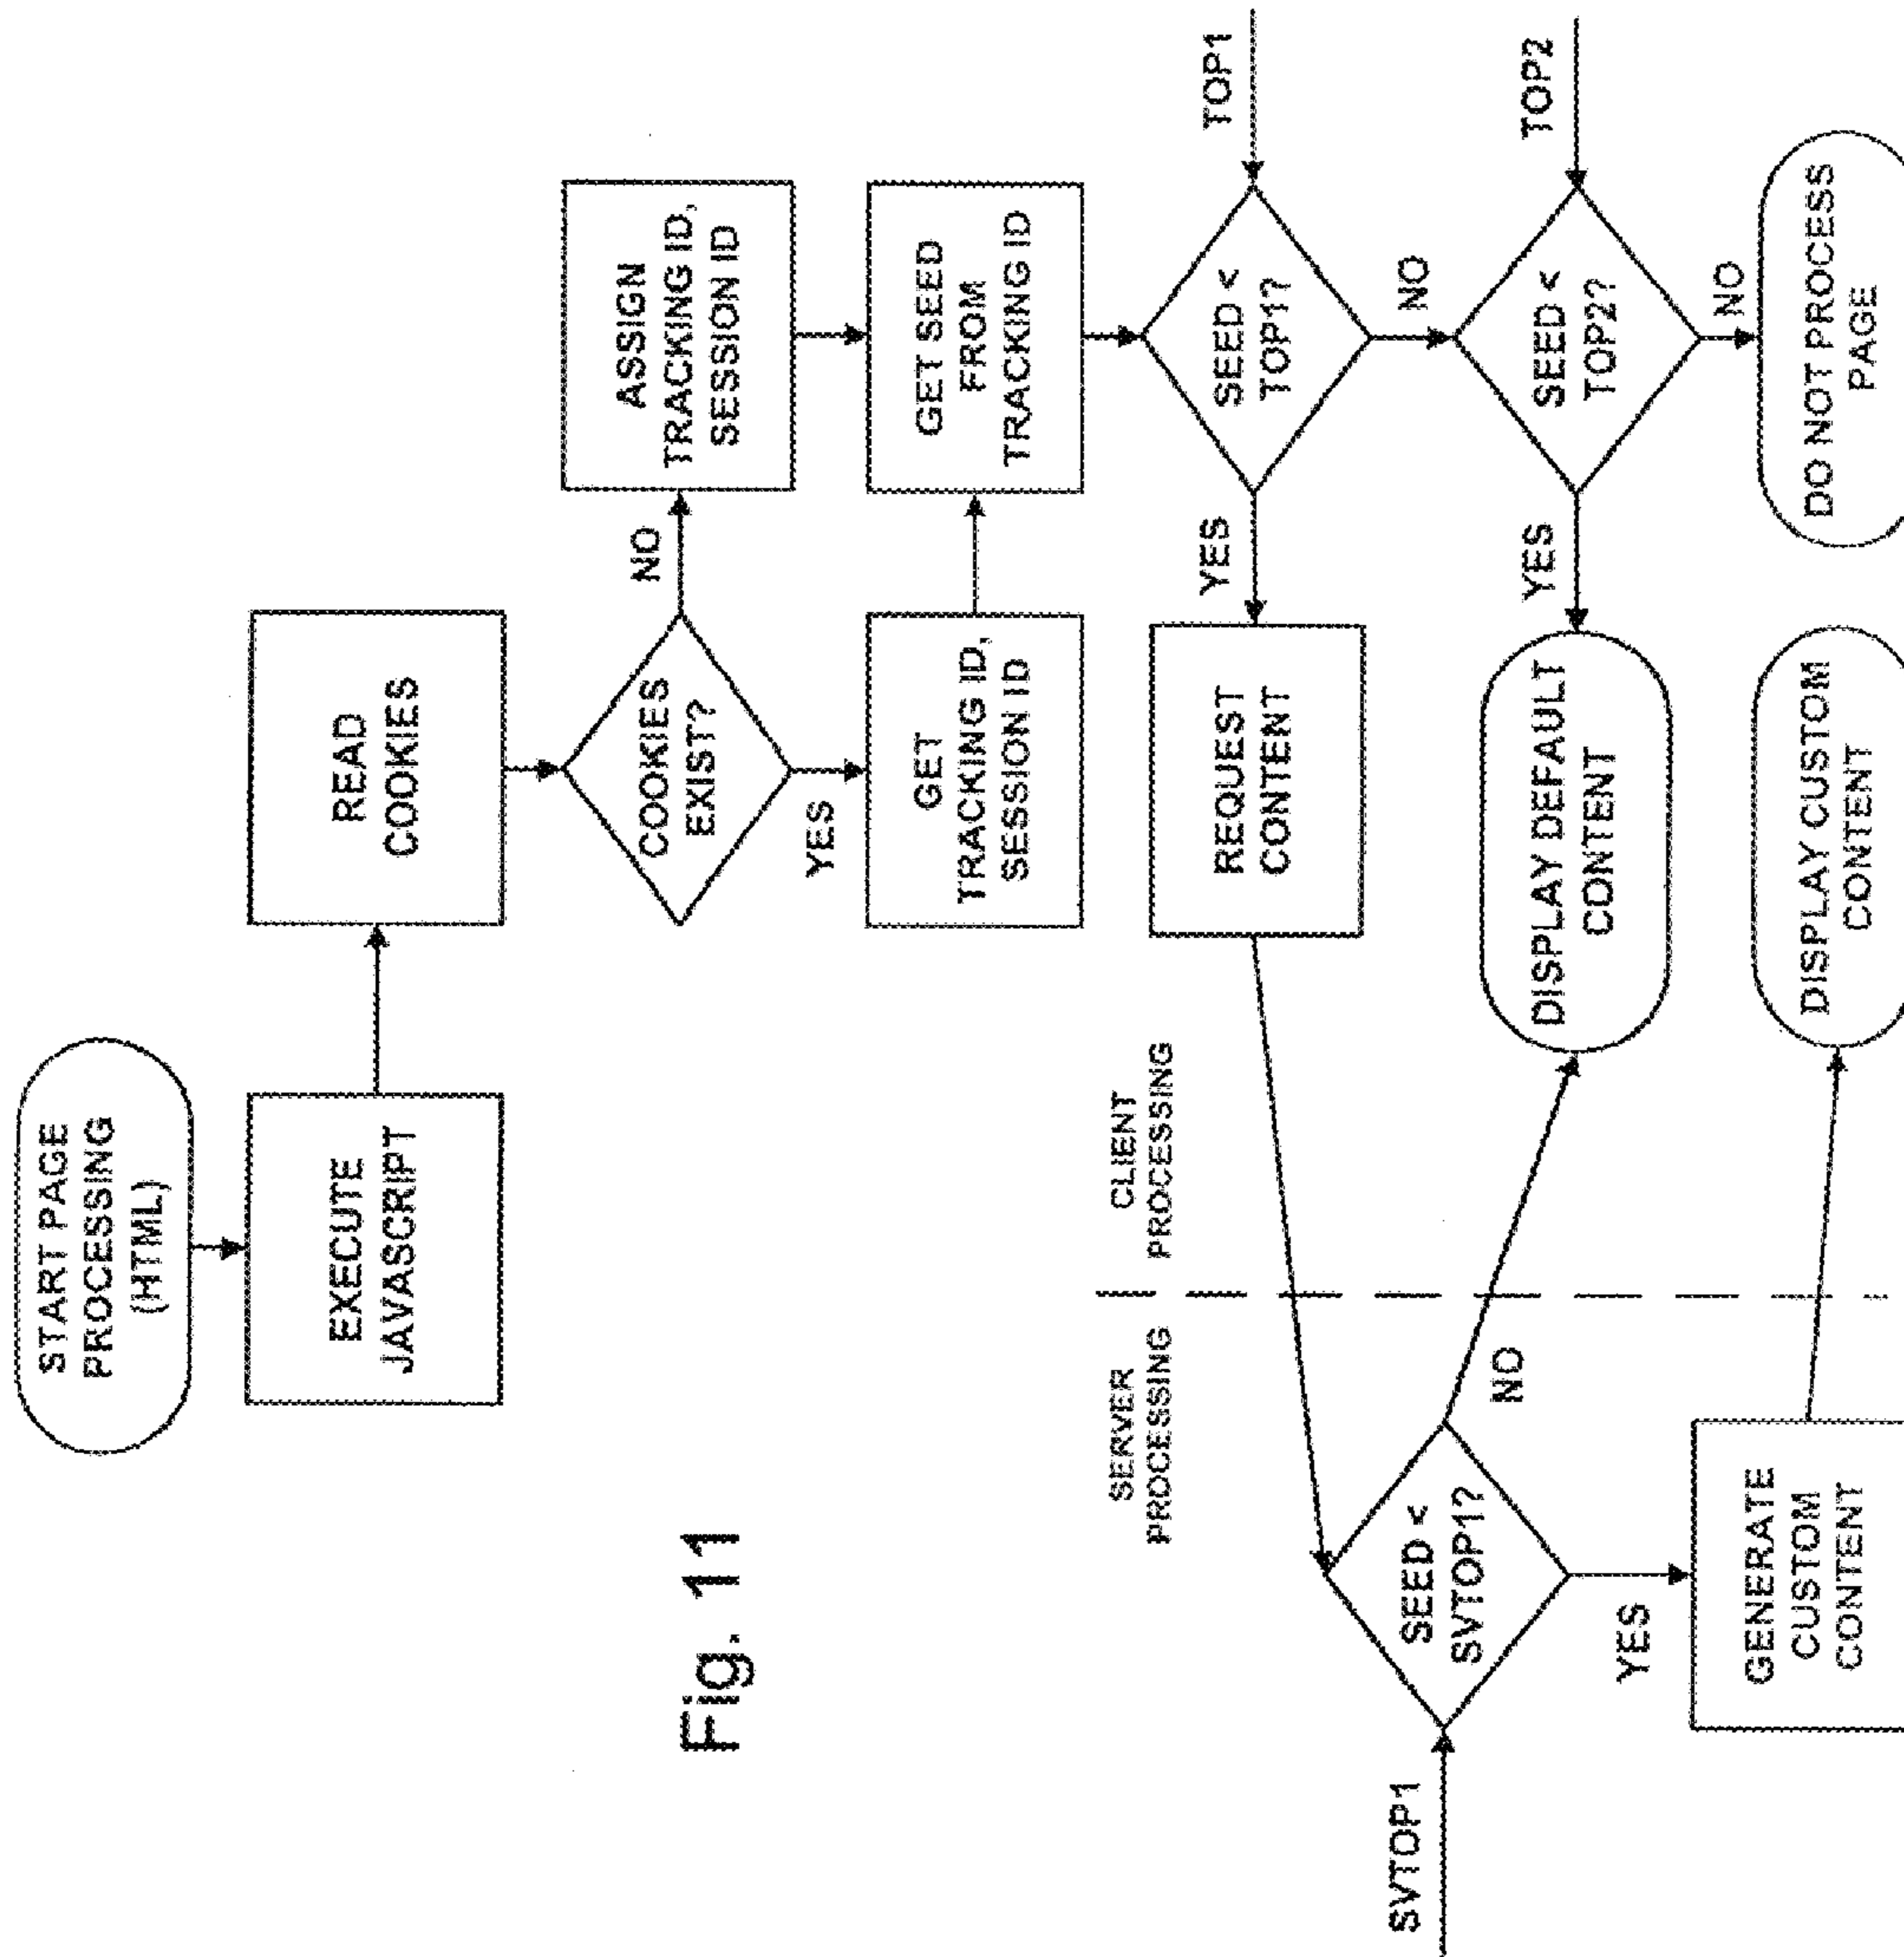 START PAGE
PROCESSING
(HTML)
EXECUTE
JAVASCRIPT
READ
COOKIES
COOKIES
EXIST?
NO
YES
ASSIGN
TRACKING ID,
SESSION ID
GET
TRACKING ID,
SESSION ID
GET SEED
FROM
TRACKING ID
Fig. 11
SERVER
PROCESSING
CLIENT
PROCESSING
TOP1
SEED <
TOP1?
YES
NO
REQUEST
CONTENT
SVTOP1
SEED <
SVTOP1?
NO
YES
TOP2
SEED <
TOP2?
YES
NO
DISPLAY DEFAULT
CONTENT
GENERATE
CUSTOM
CONTENT
DISPLAY CUSTOM
CONTENT
DO NOT PROCESS
PAGE